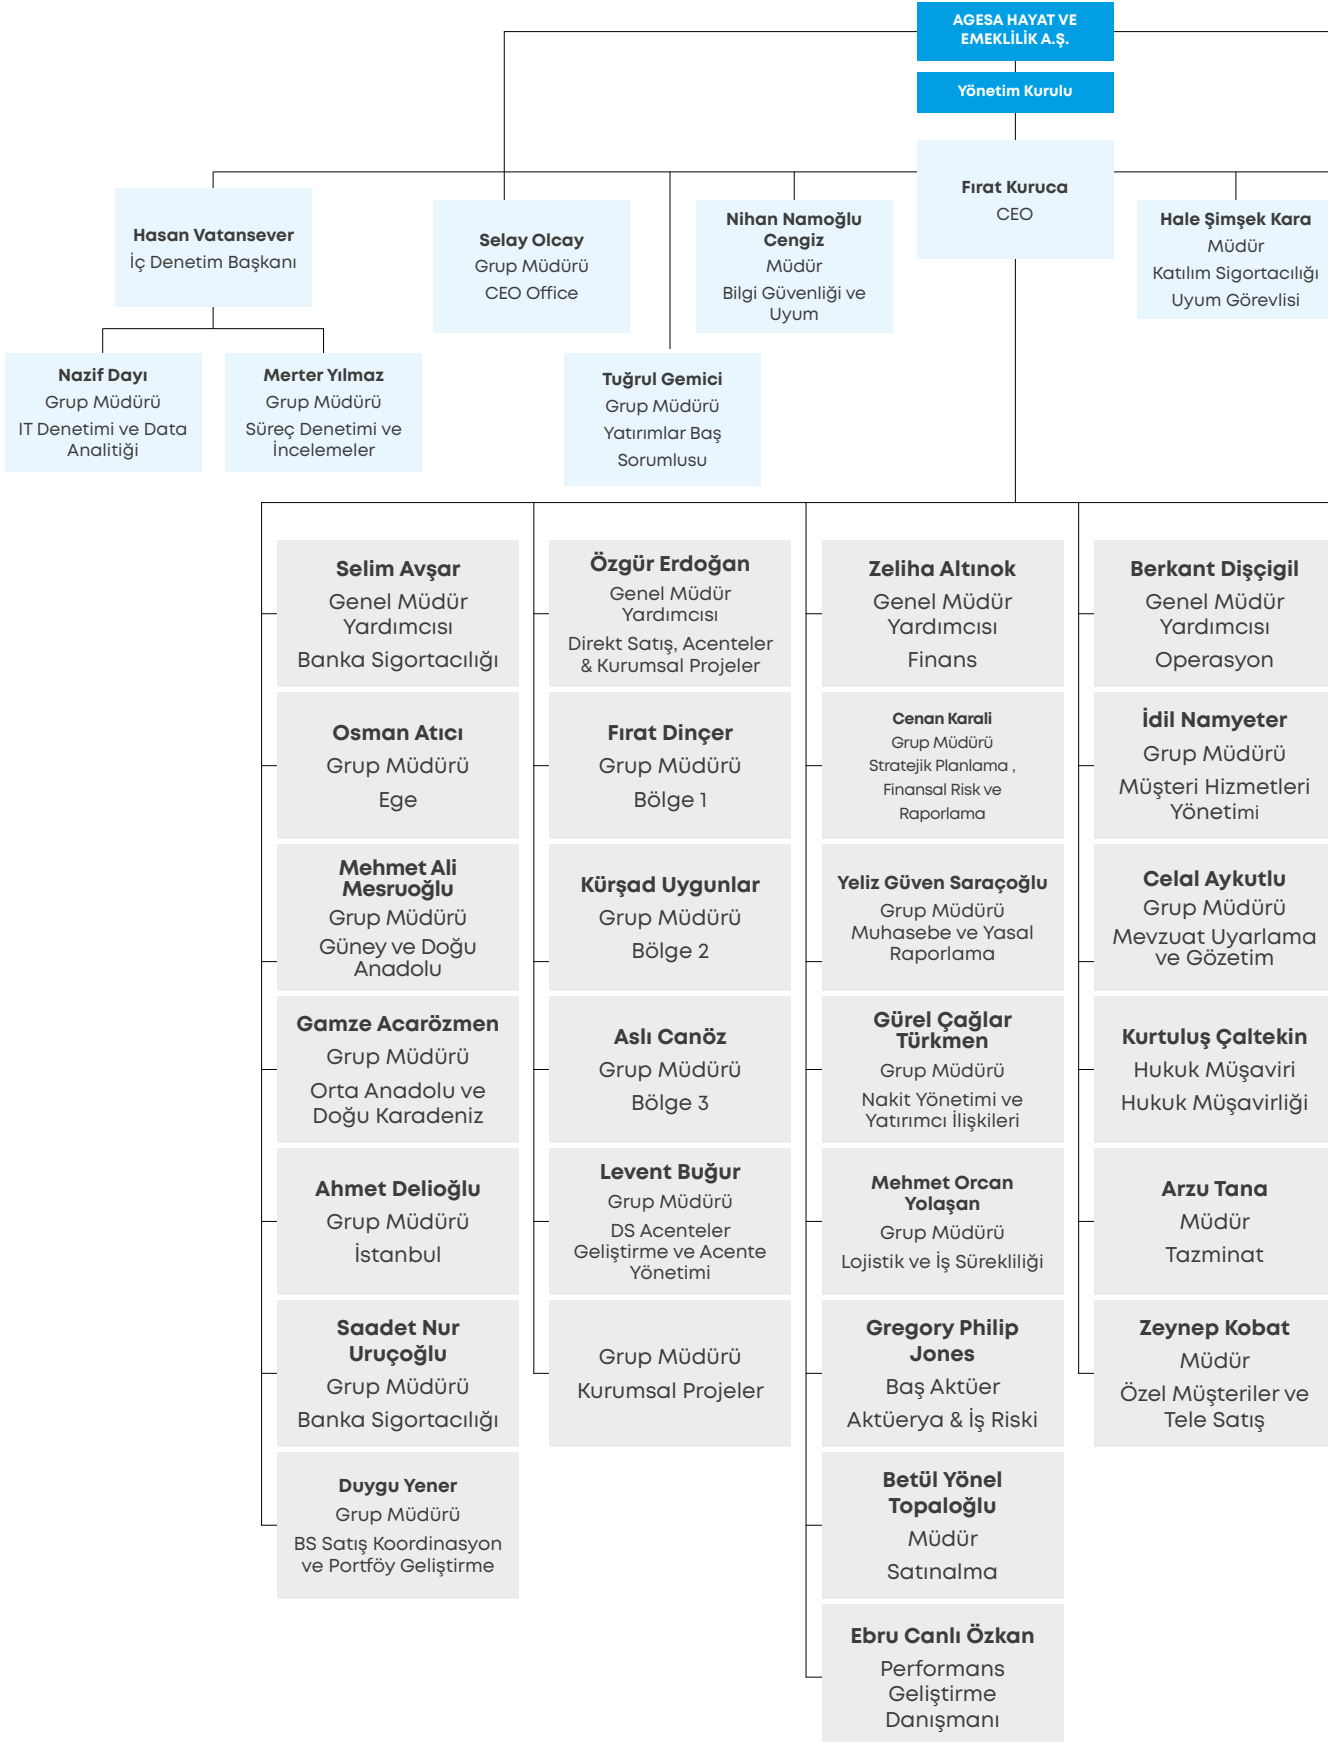 AGESA HAYAT VE
EMEKLİLİK A.Ş.
Yönetim Kurulu
Fırat Kuruca
CEO
Hasan Vatansever
İç Denetim Başkanı
Selay Olcay
Grup Müdürü
CEO Office
Nihan Namoğlu
Cengiz
Müdür
Bilgi Güvenliği ve
Uyum
Hale Şimşek Kara
Müdür
Katılım Sigortacılığı
Uyum Görevlisi
Nazif Dayı
Grup Müdürü
IT Denetimi ve Data
Analitiği
Merter Yılmaz
Grup Müdürü
Süreç Denetimi ve
İncelemeler
Tuğrul Gemici
Grup Müdürü
Yatırımlar Baş
Sorumlusu
Selim Avşar
Genel Müdür
Yardımcısı
Banka Sigortacılığı
Osman Atıcı
Grup Müdürü
Ege
Mehmet Ali
Mesruoğlu
Grup Müdürü
Güney ve Doğu
Anadolu
Gamze Acarözmen
Grup Müdürü
Orta Anadolu ve
Doğu Karadeniz
Ahmet Delioğlu
Grup Müdürü
İstanbul
Saadet Nur
Uruçoğlu
Grup Müdürü
Banka Sigortacılığı
Duygu Yener
Grup Müdürü
BS Satış Koordinasyon
ve Portföy Geliştirme
Özgür Erdoğan
Genel Müdür
Yardımcısı
Direkt Satış, Acenteler
& Kurumsal Projeler
Fırat Dinçer
Grup Müdürü
Bölge 1
Kürşad Uygunlar
Grup Müdürü
Bölge 2
Aslı Canöz
Grup Müdürü
Bölge 3
Levent Buğur
Grup Müdürü
DS Acenteler
Geliştirme ve Acente
Yönetimi
Grup Müdürü
Kurumsal Projeler
Zeliha Altınok
Genel Müdür
Yardımcısı
Finans
Cenan Karali
Grup Müdürü
Stratejik Planlama ,
Finansal Risk ve
Raporlama
Yeliz Güven Saraçoğlu
Grup Müdürü
Muhasebe ve Yasal
Raporlama
Gürel Çağlar
Türkmen
Grup Müdürü
Nakit Yönetimi ve
Yatırımcı İlişkileri
Mehmet Orcan
Yolaşan
Grup Müdürü
Lojistik ve İş Sürekliliği
Gregory Philip
Jones
Baş Aktüer
Aktüerya & İş Riski
Betül Yönel
Topaloğlu
Müdür
Satınalma
Ebru Canlı Özkan
Performans
Geliştirme
Danışmanı
Berkant Dişçigil
Genel Müdür
Yardımcısı
Operasyon
İdil Namyeter
Grup Müdürü
Müşteri Hizmetleri
Yönetimi
Celal Aykutlu
Grup Müdürü
Mevzuat Uyarlama
ve Gözetim
Kurtuluş Çaltekin
Hukuk Müşaviri
Hukuk Müşavirliği
Arzu Tana
Müdür
Tazminat
Zeynep Kobat
Müdür
Özel Müşteriler ve
Tele Satış